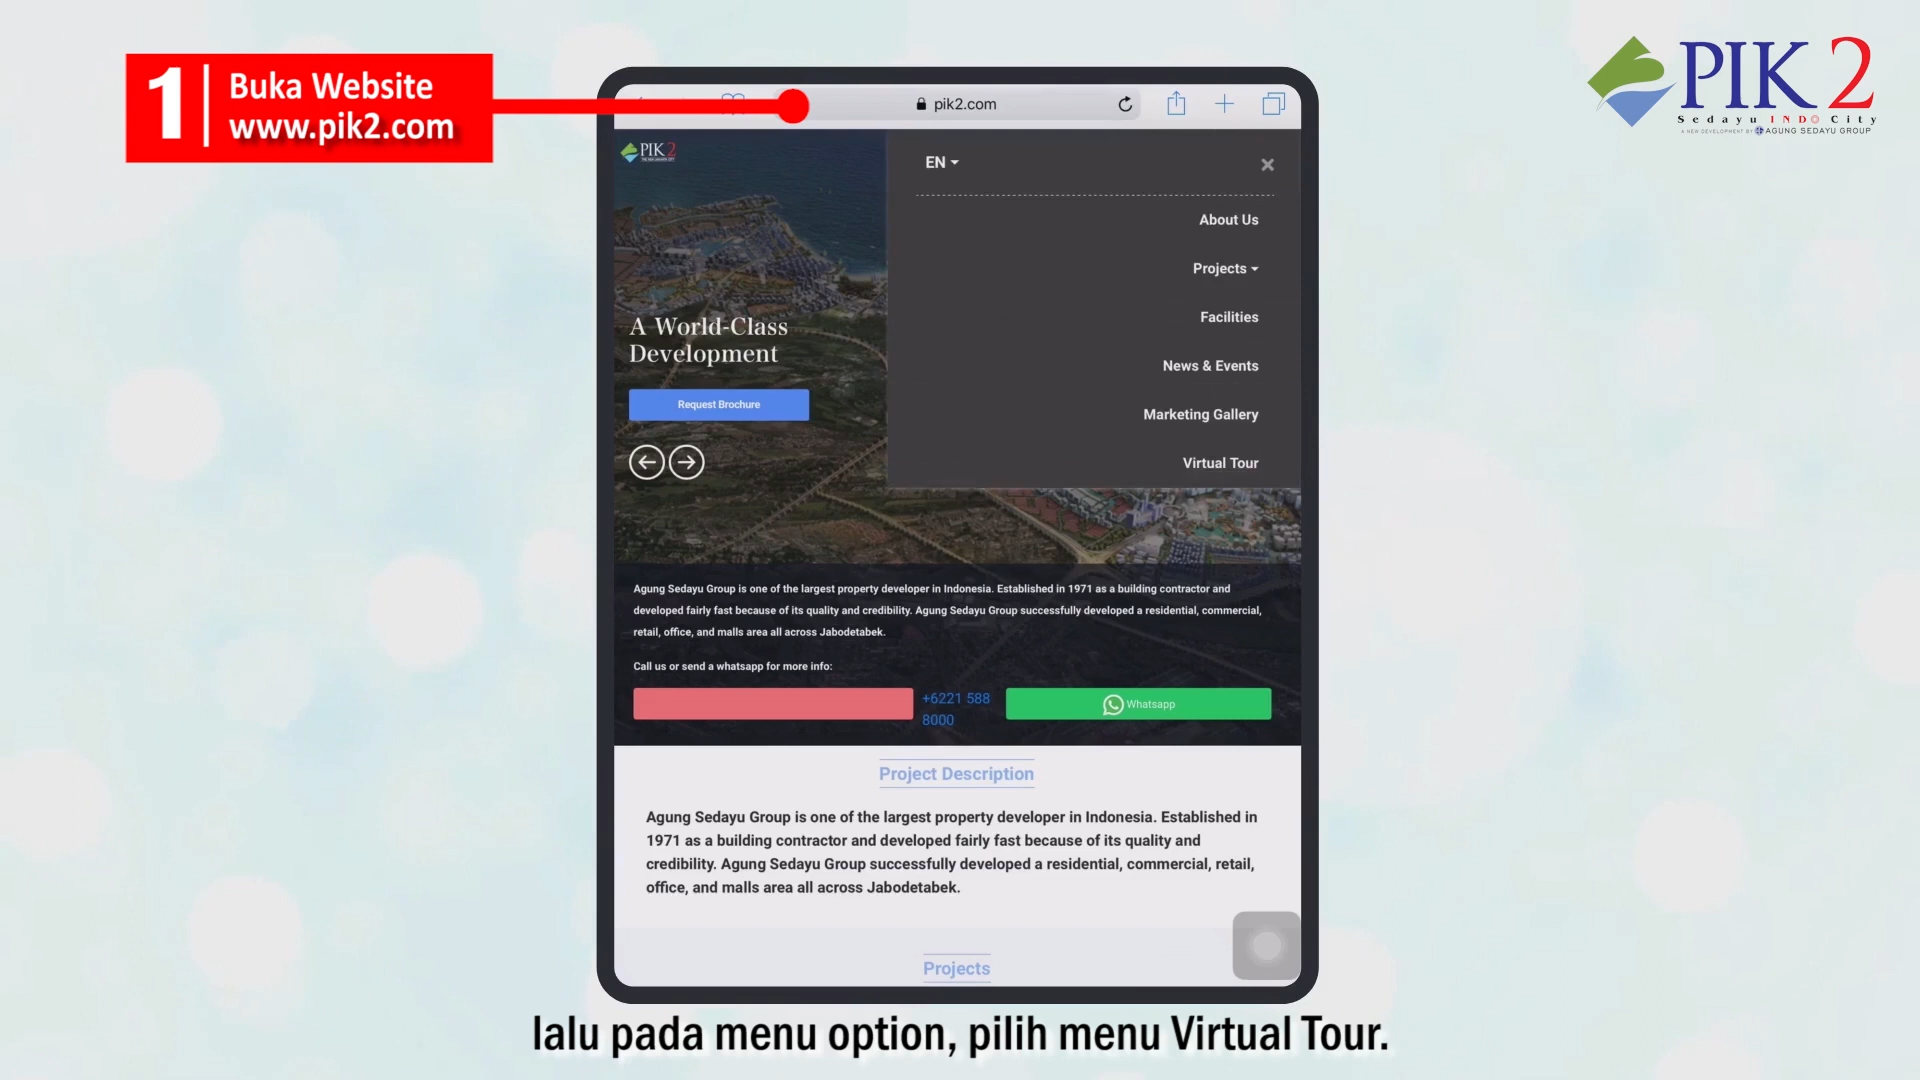 1
Buka Website
www.pik2.com
pik2.com
PIK 2
Sedayu INDO City
A NEW DEVELOPMENT BY AGUNG SEDAYU GROUP
PIK 2
EN
About Us
Projects
Facilities
News & Events
Marketing Gallery
Virtual Tour
A World-Class
Development
Request Brochure
Agung Sedayu Group is one of the largest property developer in Indonesia. Established in 1971 as a building contractor and
developed fairly fast because of its quality and credibility. Agung Sedayu Group successfully developed a residential, commercial,
retail, office, and malls area all across Jabodetabek.
Call us or send a whatsapp for more info:
+6221 588
8000
Whatsapp
Project Description
Agung Sedayu Group is one of the largest property developer in Indonesia. Established in
1971 as a building contractor and developed fairly fast because of its quality and
credibility. Agung Sedayu Group successfully developed a residential, commercial, retail,
office, and malls area all across Jabodetabek.
Projects
lalu pada menu option, pilih menu Virtual Tour.